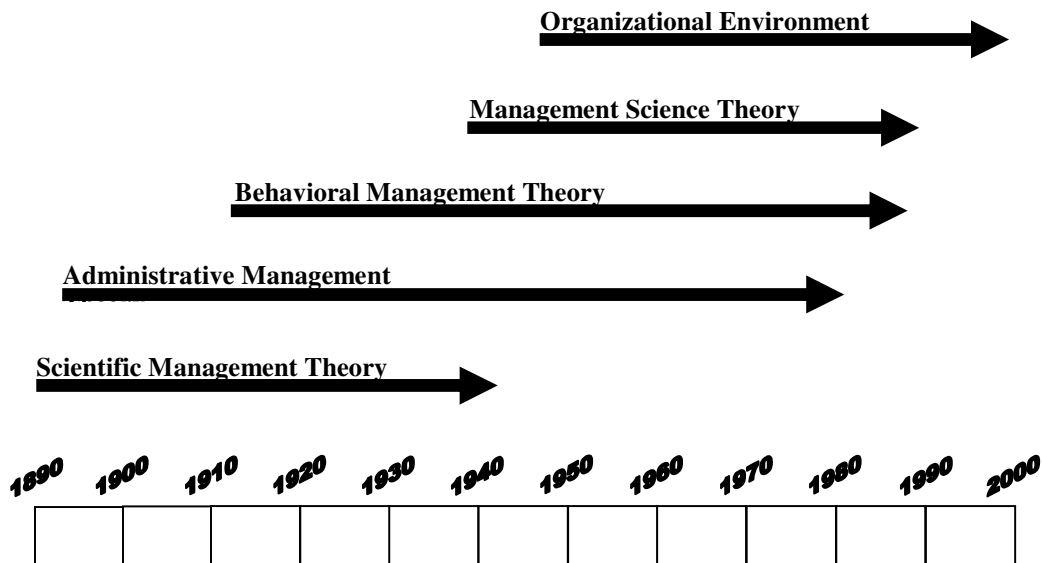 Organizational Environment
Management Science Theory
Behavioral Management Theory
Administrative Management
Scientific Management Theory
1890 1900 1910 1920 1930 1940 1950 1960 1970 1980 1990 2000